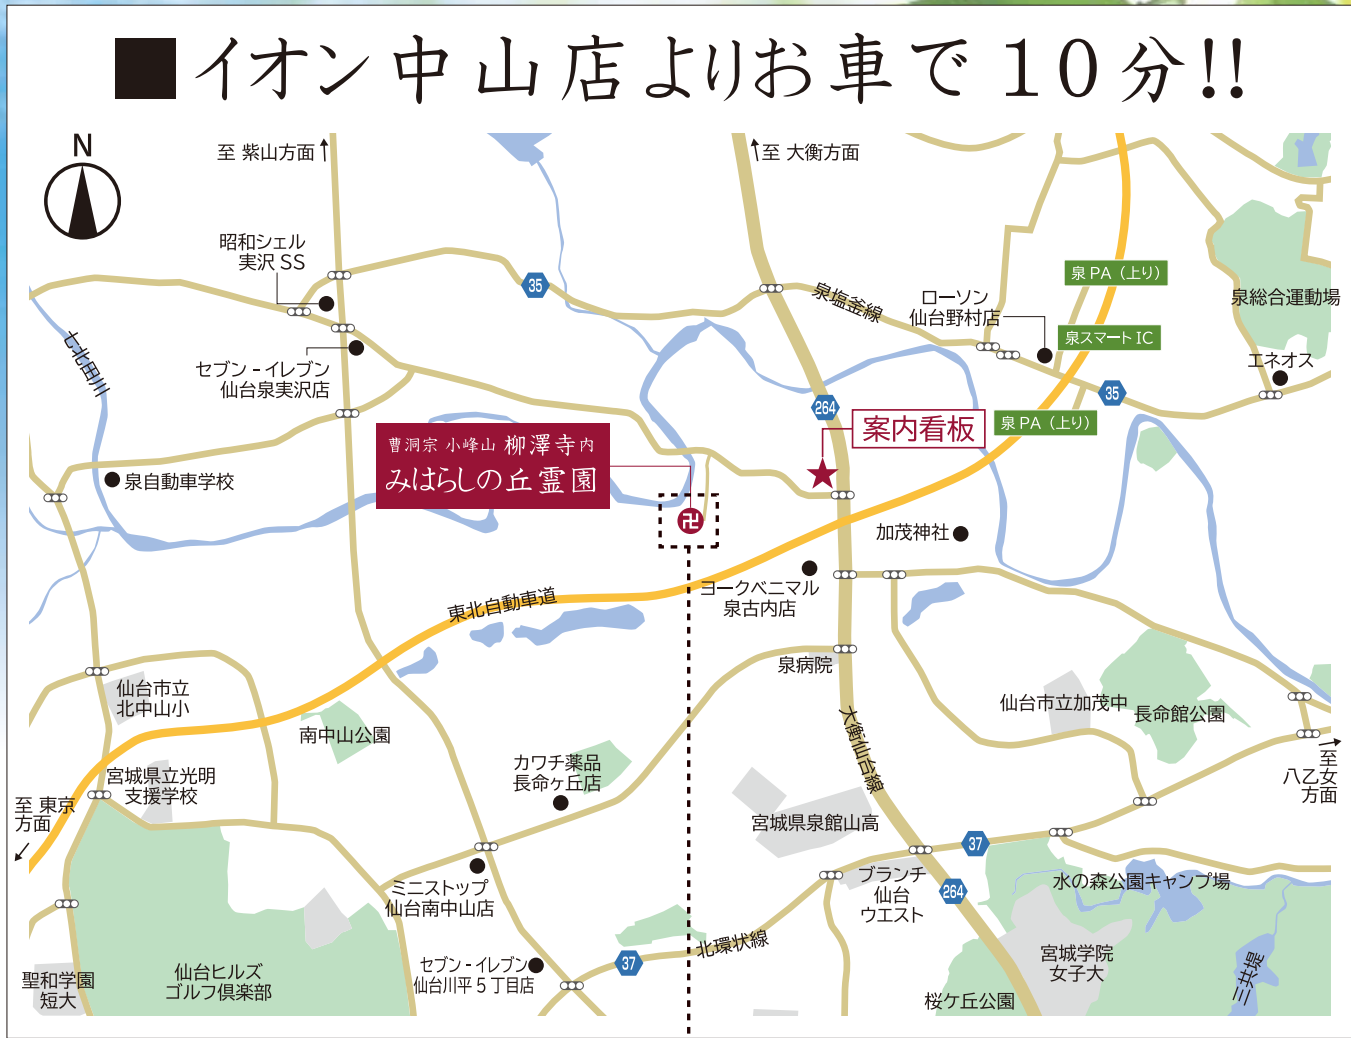 ■イオン中山店よりお車で10分!!
N
至 紫山方面
至 大衡方面
昭和シェル
実沢 SS
35
泉塩釜線
ローソン
仙台野村店
泉 PA（上り）
泉総合運動場
泉スマート IC
エネオス
七北田川
セブン - イレブン
仙台泉実沢店
264
35
案内看板
泉 PA（上り）
曹洞宗 小峰山 柳澤寺内
みはらしの丘霊園
卍
泉自動車学校
加茂神社
ヨークベニマル
泉古内店
東北自動車道
泉病院
仙台市立
北中山小
南中山公園
仙台市立加茂中
長命館公園
大衡仙台線
至
八乙女
方面
カワチ薬品
長命ヶ丘店
宮城県立光明
支援学校
至 東京
方面
宮城県泉館山高
37
ブランチ
仙台
ウエスト
264
水の森公園キャンプ場
ミニストップ
仙台南中山店
北環状線
37
セブン - イレブン
仙台川平 5 丁目店
宮城学院
女子大
三共堤
桜ケ丘公園
仙台ヒルズ
ゴルフ倶楽部
聖和学園
短大